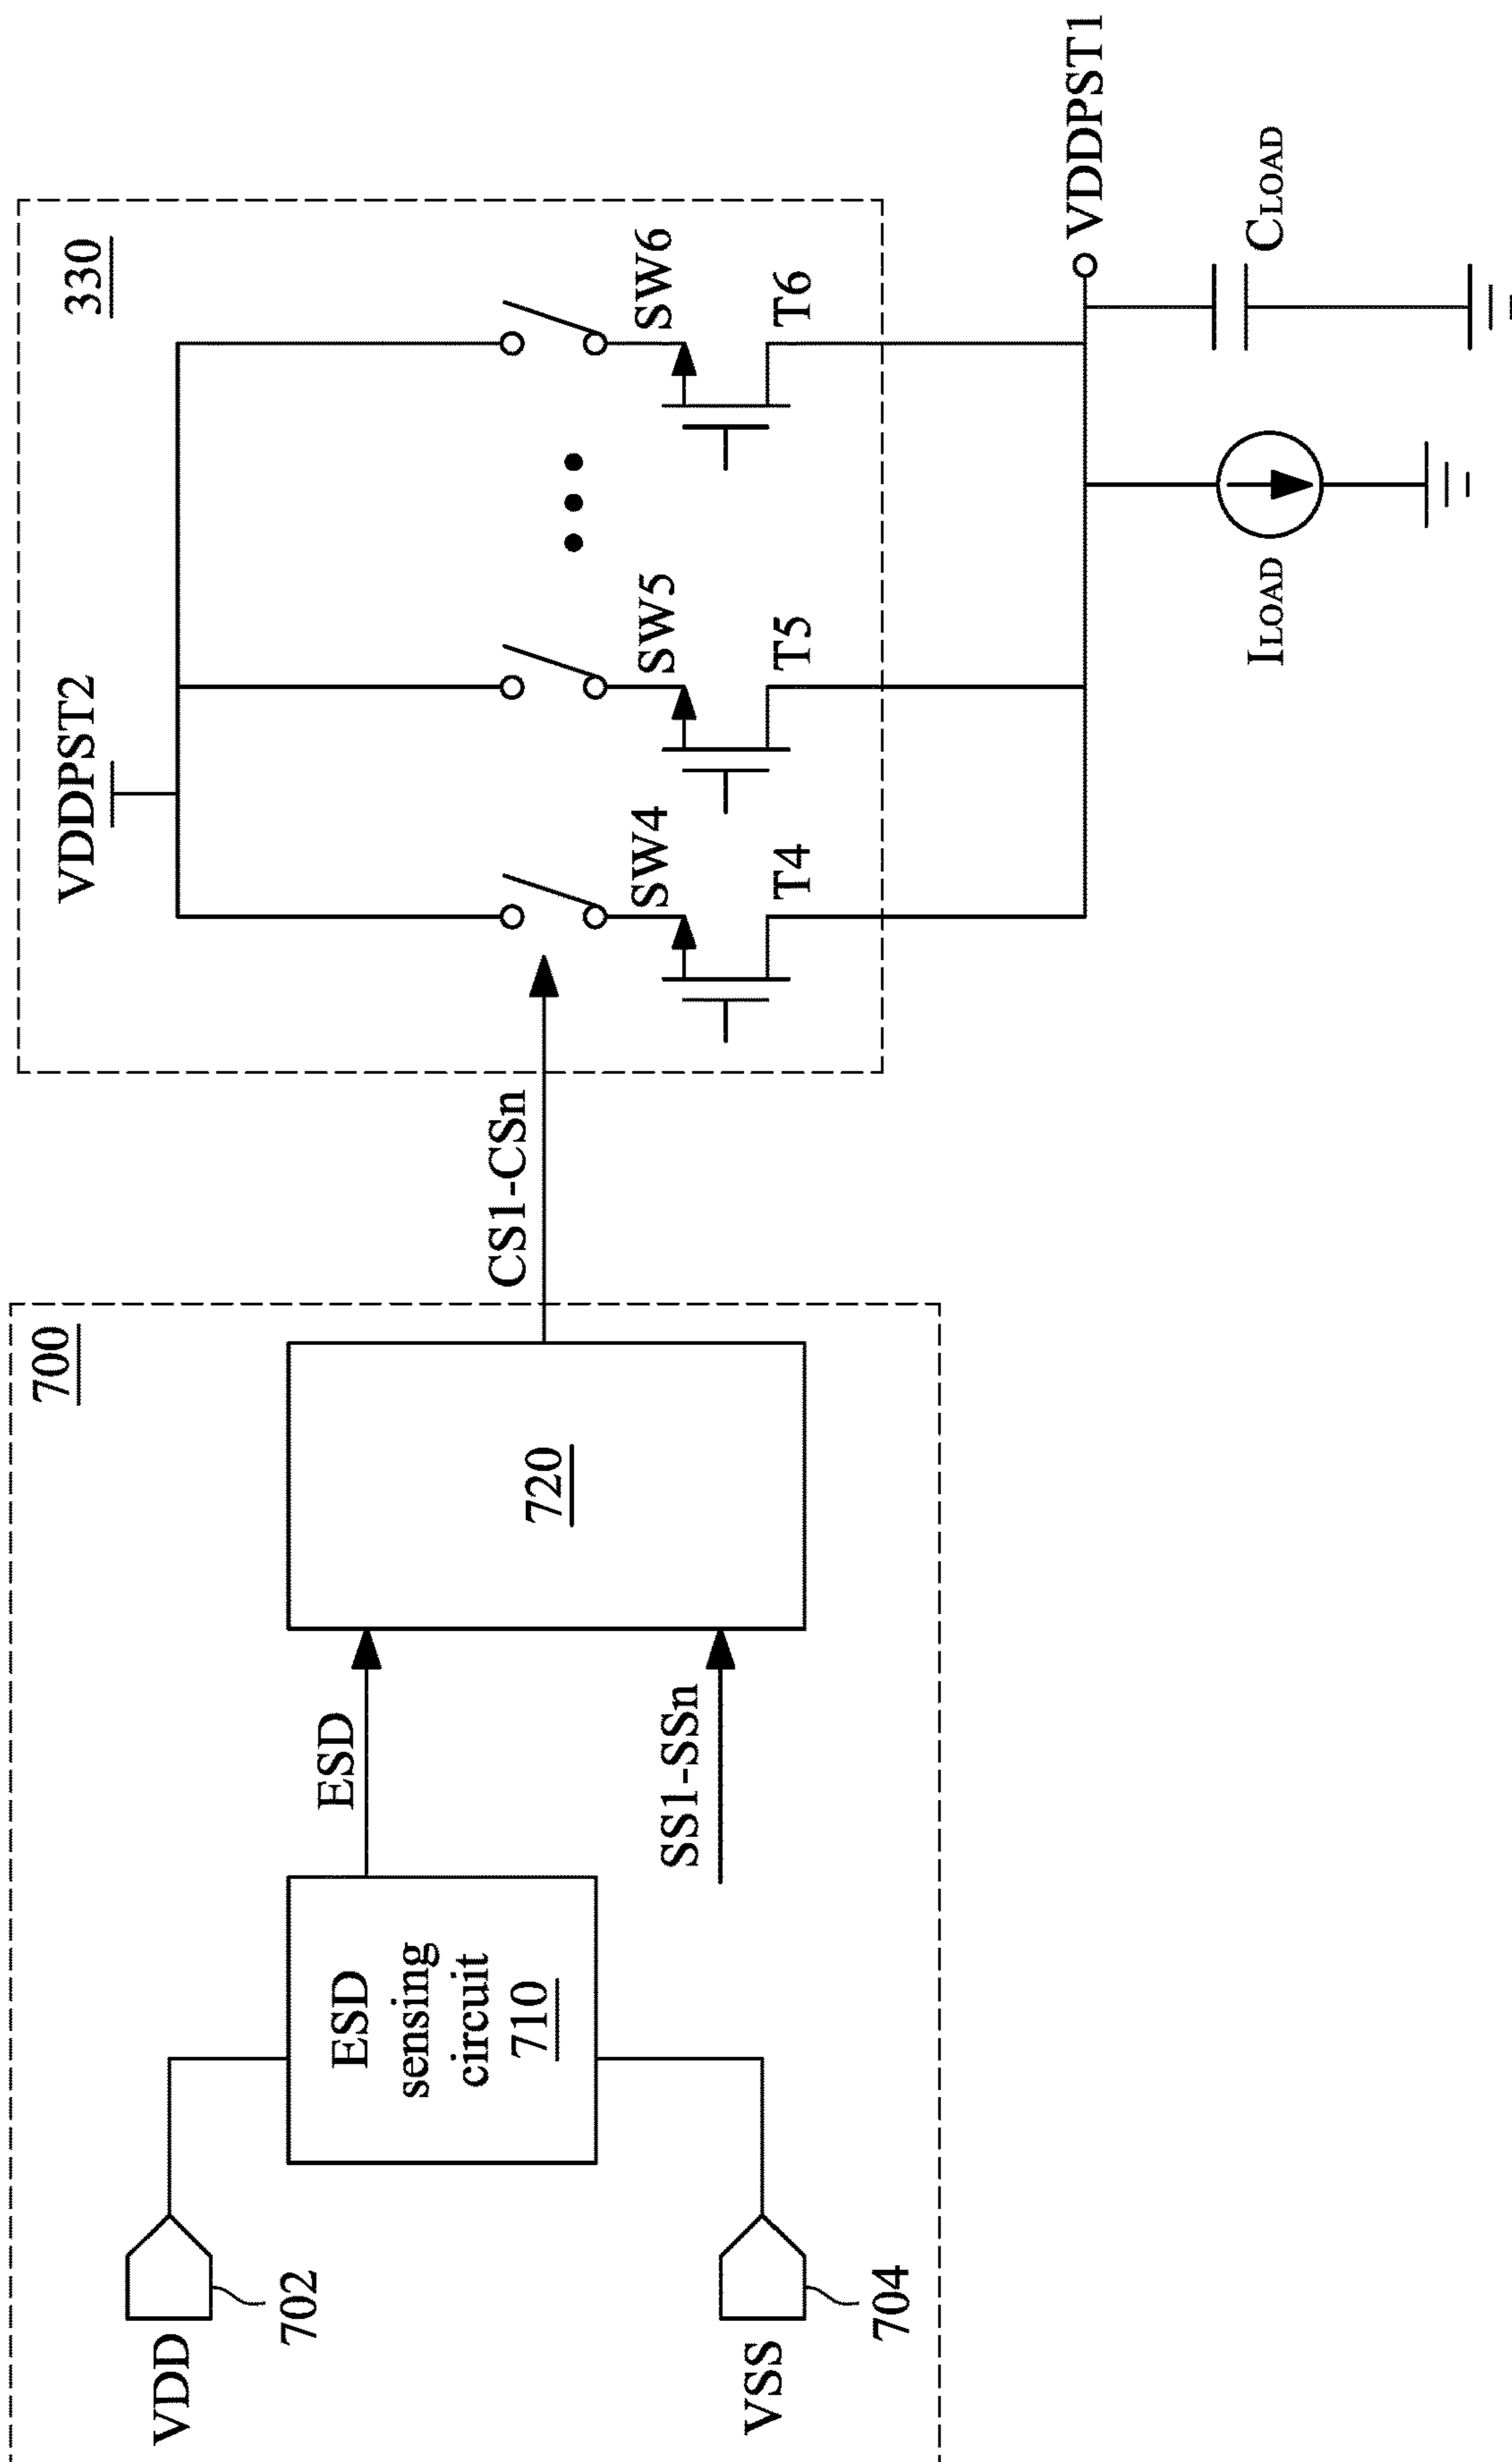 700
VDD
702
VSS
704
ESD
sensing
circuit
710
ESD
SS1-SSn
720
CS1-CSn
330
VDDPST2
SW4
SW5
SW6
T4
T5
T6
VDDPST1
ILOAD
CLOAD